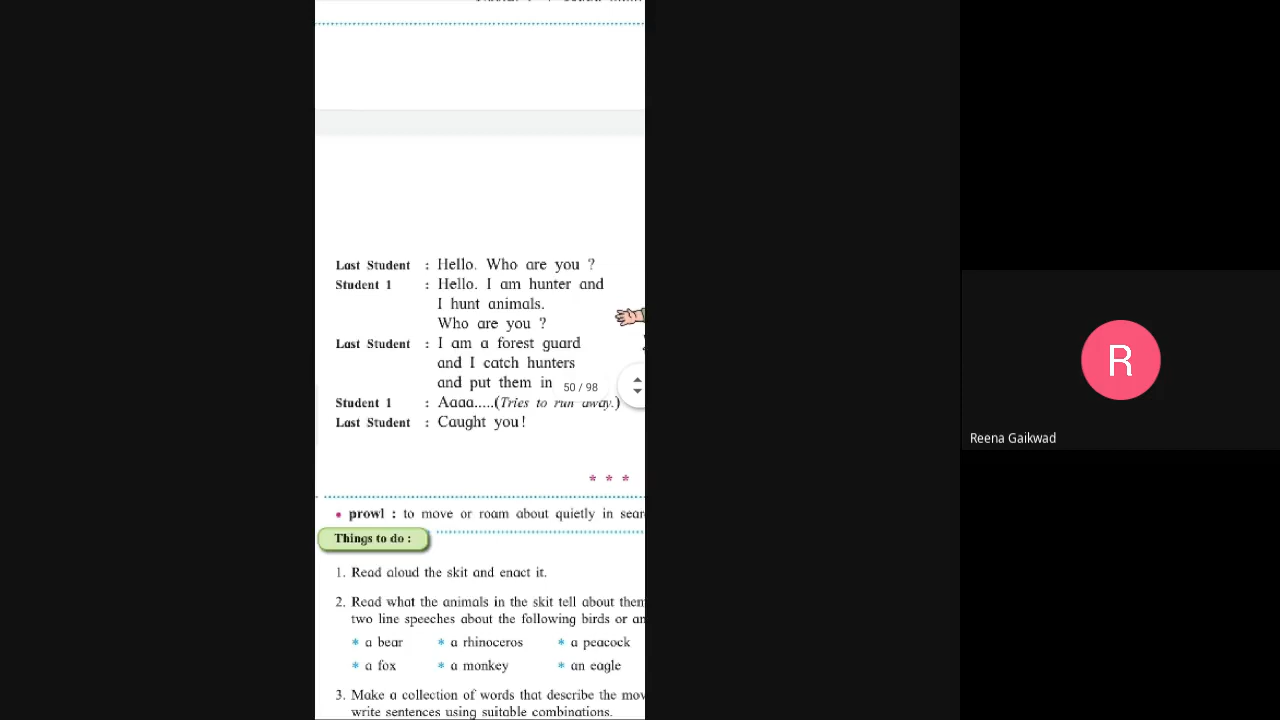 Last Student : Hello. Who are you ?
Student 1 : Hello. I am hunter and
I hunt animals.
Who are you ?
Last Student : I am a forest guard
and I catch hunters
and put them in
50 / 98
Student 1 : Aaaa.....(Tries to run away.)
Last Student : Caught you!
* * *
• prowl : to move or roam about quietly in sear
Things to do :
1. Read aloud the skit and enact it.
2. Read what the animals in the skit tell about them
two line speeches about the following birds or an
* a bear * a rhinoceros * a peacock
* a fox * a monkey * an eagle
3. Make a collection of words that describe the mov
write sentences using suitable combinations.
R
Reena Gaikwad